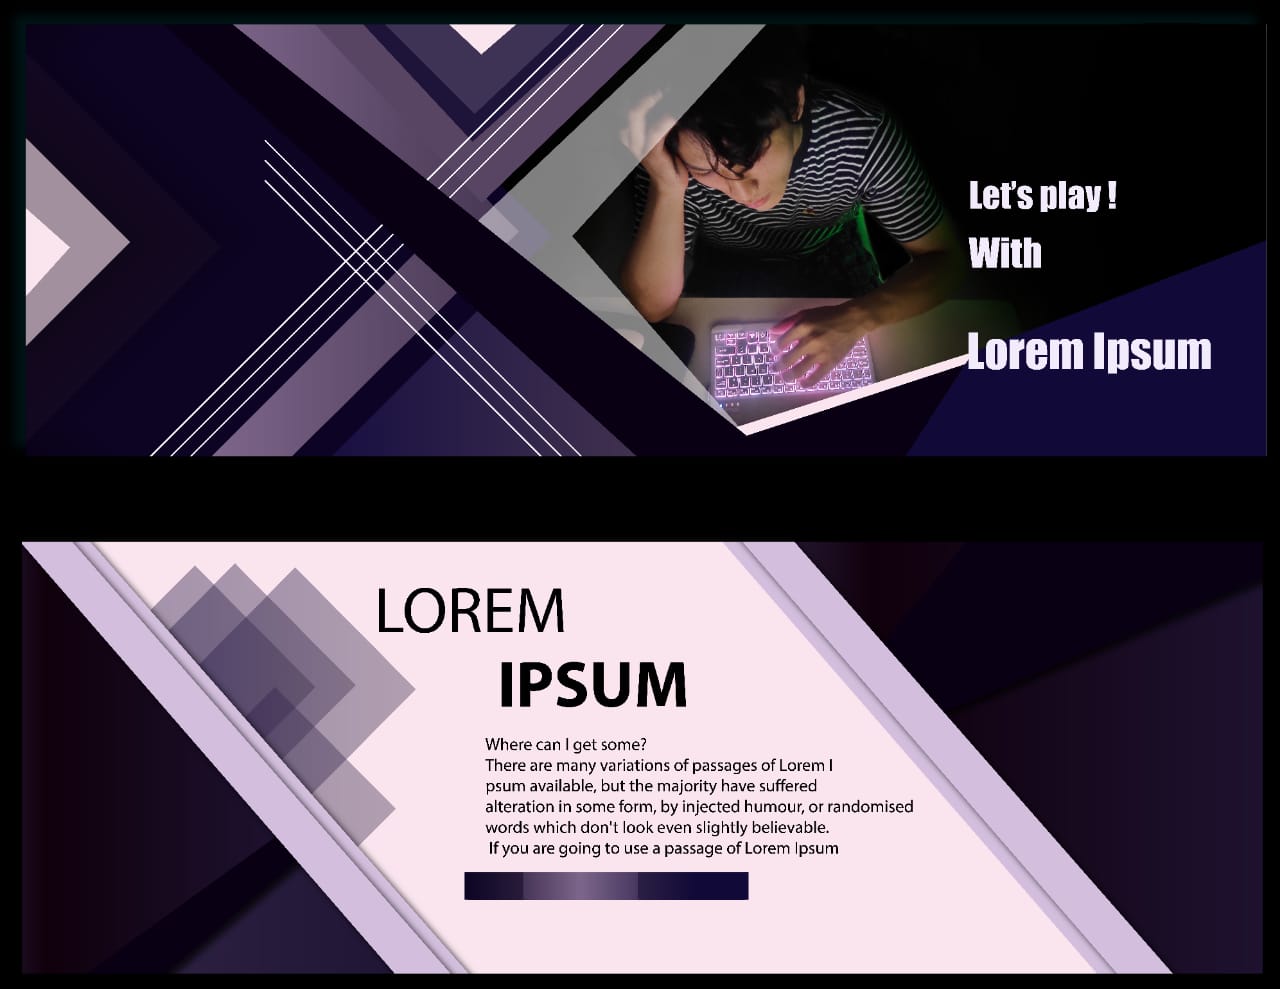 Let's play !
With
Lorem Ipsum
LOREM
IPSUM
Where can I get some?
There are many variations of passages of Lorem I
psum available, but the majority have suffered
alteration in some form, by injected humour, or randomised
words which don't look even slightly believable.
If you are going to use a passage of Lorem Ipsum